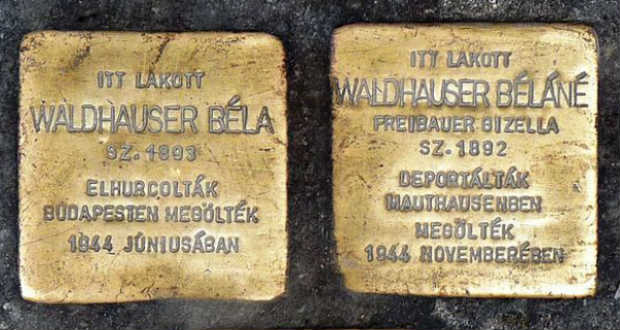 ITT LAKOTT
WALDHAUSER BÉLA
SZ. 1893
ELHURCOLTÁK
BUDAPESTEN MEGÖLTÉK
1944 JÚNIUSÁBAN
ITT LAKOTT
WALDHAUSER BÉLÁNÉ
FREIBAUER GIZELLA
SZ. 1892
DEPORTÁLTÁK
MAUTHAUSENBEN
MEGÖLTÉK
1944 NOVEMBERÉBEN